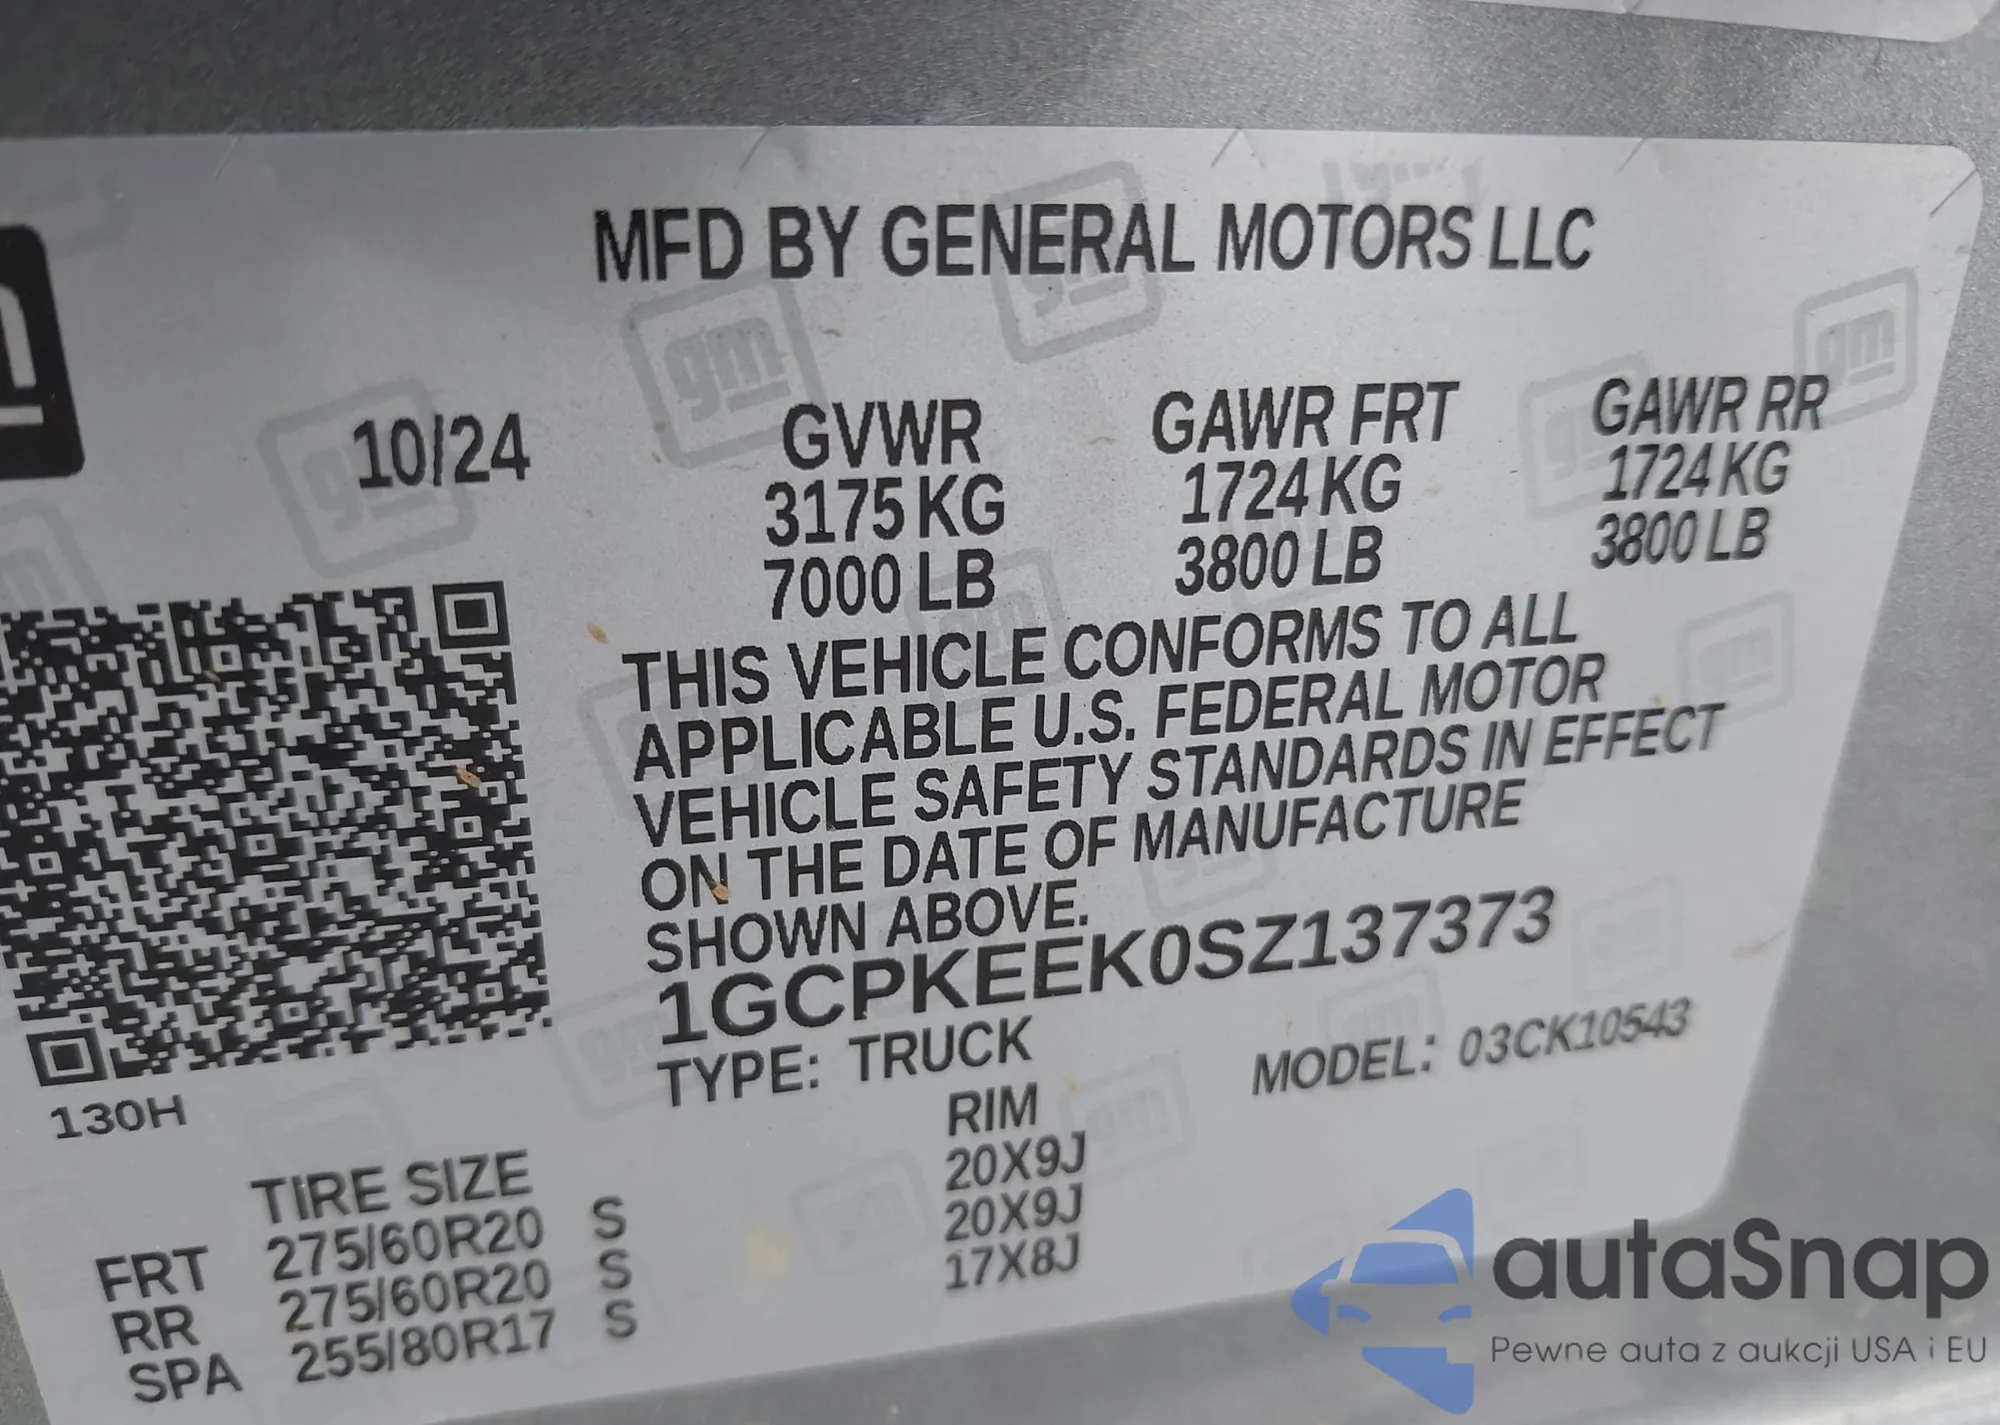 MFD BY GENERAL MOTORS LLC
10/24
GVWR
3175 KG
7000 LB
GAWR FRT
1724 KG
3800 LB
GAWR RR
1724 KG
3800 LB
THIS VEHICLE CONFORMS TO ALL
APPLICABLE U.S. FEDERAL MOTOR
VEHICLE SAFETY STANDARDS IN EFFECT
ON THE DATE OF MANUFACTURE
SHOWN ABOVE.
1GCPKEEK0SZ137373
TYPE: TRUCK
MODEL: 03CK10543
130H
TIRE SIZE
RIM
FRT 275/60R20 S 20X9J
RR 275/60R20 S 20X9J
SPA 255/80R17 S 17X8J
gm
gm
gm
autaSnap
Pewne auta z aukcji USA i EU